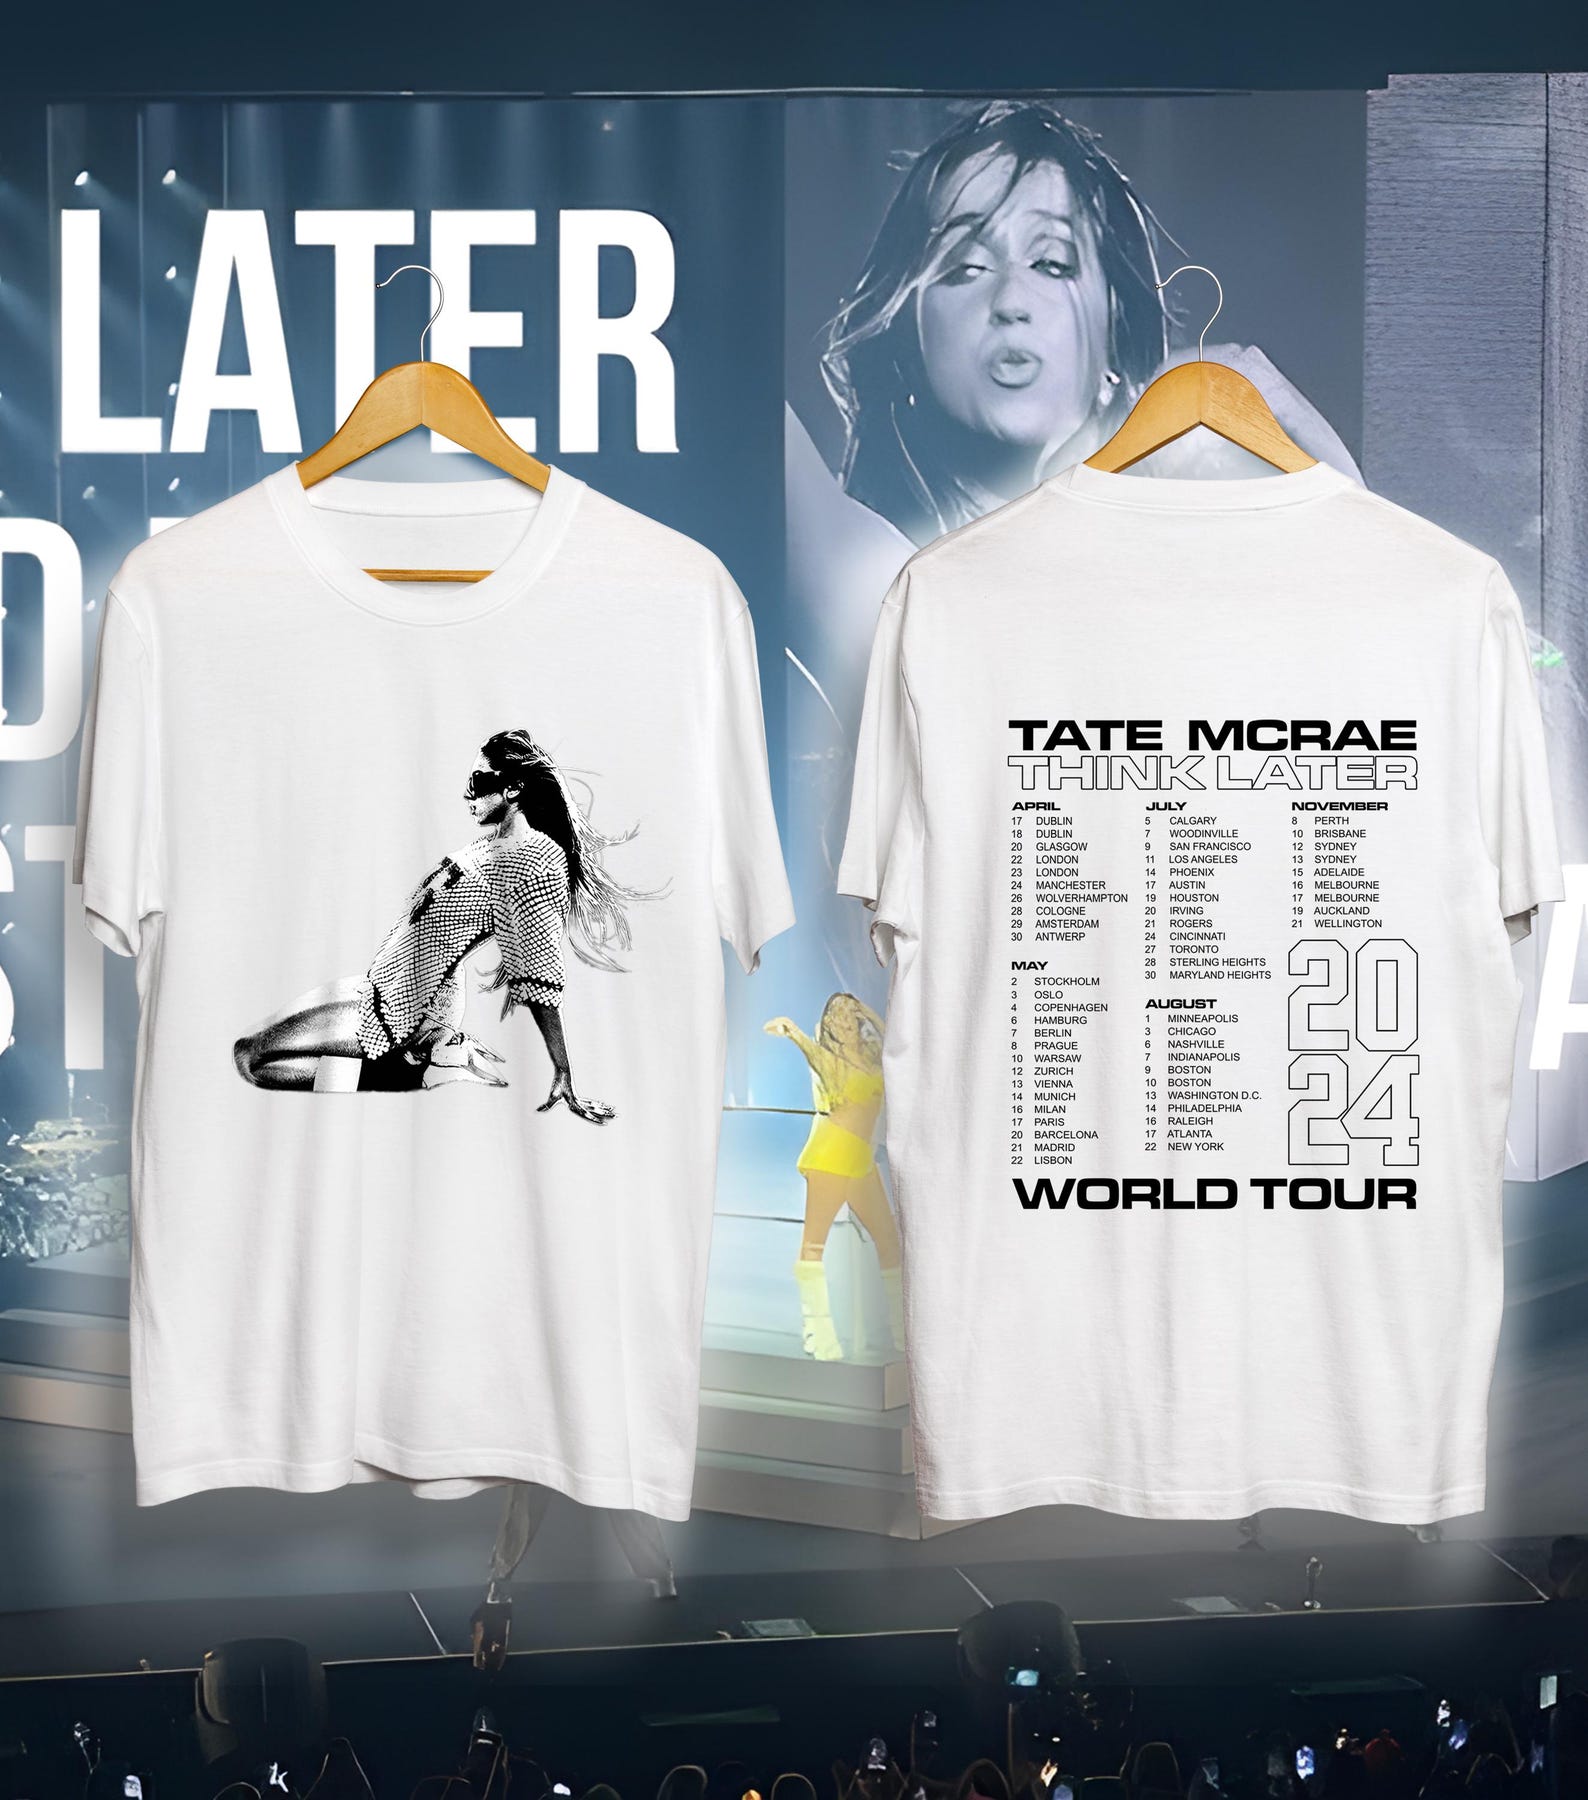 LATER
TATE MCRAE
THINK LATER
APRIL
17 DUBLIN
18 DUBLIN
20 GLASGOW
22 LONDON
23 LONDON
24 MANCHESTER
26 WOLVERHAMPTON
28 COLOGNE
29 AMSTERDAM
30 ANTWERP
MAY
2 STOCKHOLM
3 OSLO
4 COPENHAGEN
6 HAMBURG
7 BERLIN
8 PRAGUE
10 WARSAW
12 ZURICH
13 VIENNA
14 MUNICH
16 MILAN
17 PARIS
20 BARCELONA
21 MADRID
22 LISBON
JULY
5 CALGARY
7 WOODINVILLE
9 SAN FRANCISCO
11 LOS ANGELES
14 PHOENIX
17 AUSTIN
19 HOUSTON
20 IRVING
21 ROGERS
24 CINCINNATI
27 TORONTO
28 STERLING HEIGHTS
30 MARYLAND HEIGHTS
AUGUST
1 MINNEAPOLIS
3 CHICAGO
6 NASHVILLE
7 INDIANAPOLIS
9 BOSTON
10 BOSTON
13 WASHINGTON D.C.
14 PHILADELPHIA
16 RALEIGH
17 ATLANTA
22 NEW YORK
NOVEMBER
8 PERTH
10 BRISBANE
12 SYDNEY
13 SYDNEY
15 ADELAIDE
16 MELBOURNE
17 MELBOURNE
19 AUCKLAND
21 WELLINGTON
20
24
WORLD TOUR